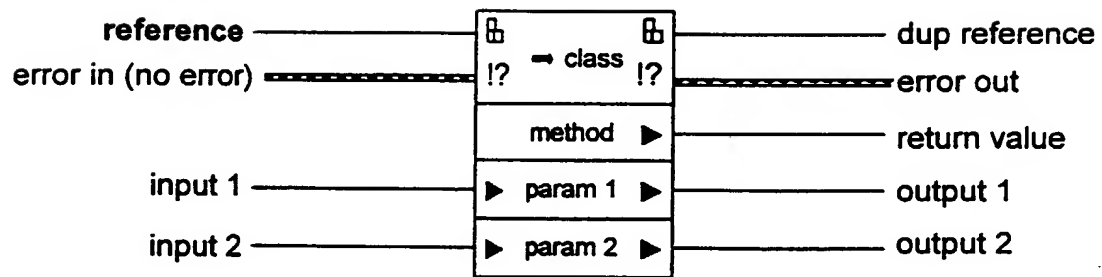 reference
dup reference
error in (no error)
!?
class
!?
error out
method
return value
input 1
param 1
output 1
input 2
param 2
output 2